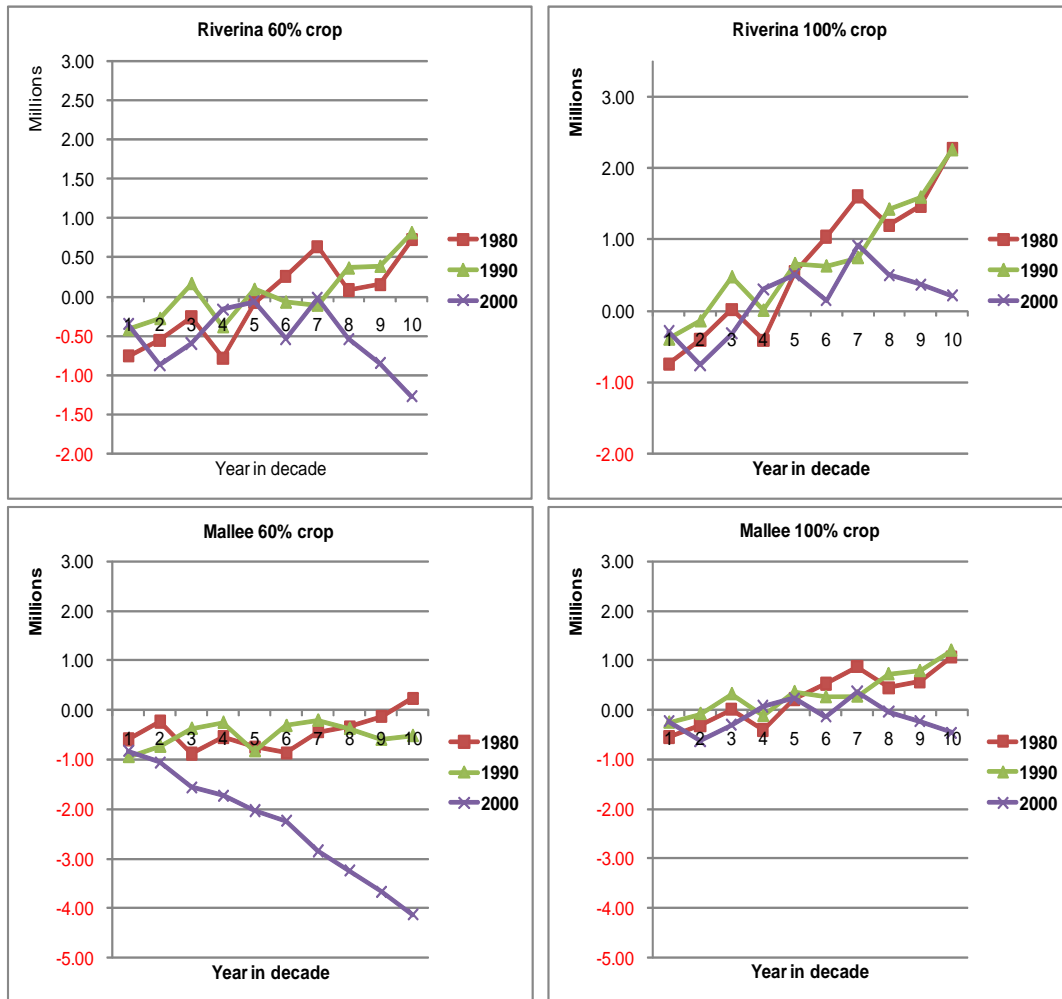 Riverina 60% crop
Millions
3.00
2.50
2.00
1.50
1.00
0.50
0.00
-0.50
-1.00
-1.50
-2.00
1 2 3 4 5 6 7 8 9 10
Year in decade
1980
1990
2000
Riverina 100% crop
Millions
3.00
2.00
1.00
0.00
-1.00
-2.00
1 2 3 4 5 6 7 8 9 10
Year in decade
1980
1990
2000
Mallee 60% crop
Millions
3.00
2.00
1.00
0.00
-1.00
-2.00
-3.00
-4.00
-5.00
1 2 3 4 5 6 7 8 9 10
Year in decade
1980
1990
2000
Mallee 100% crop
Millions
3.00
2.00
1.00
0.00
-1.00
-2.00
-3.00
-4.00
-5.00
1 2 3 4 5 6 7 8 9 10
Year in decade
1980
1990
2000